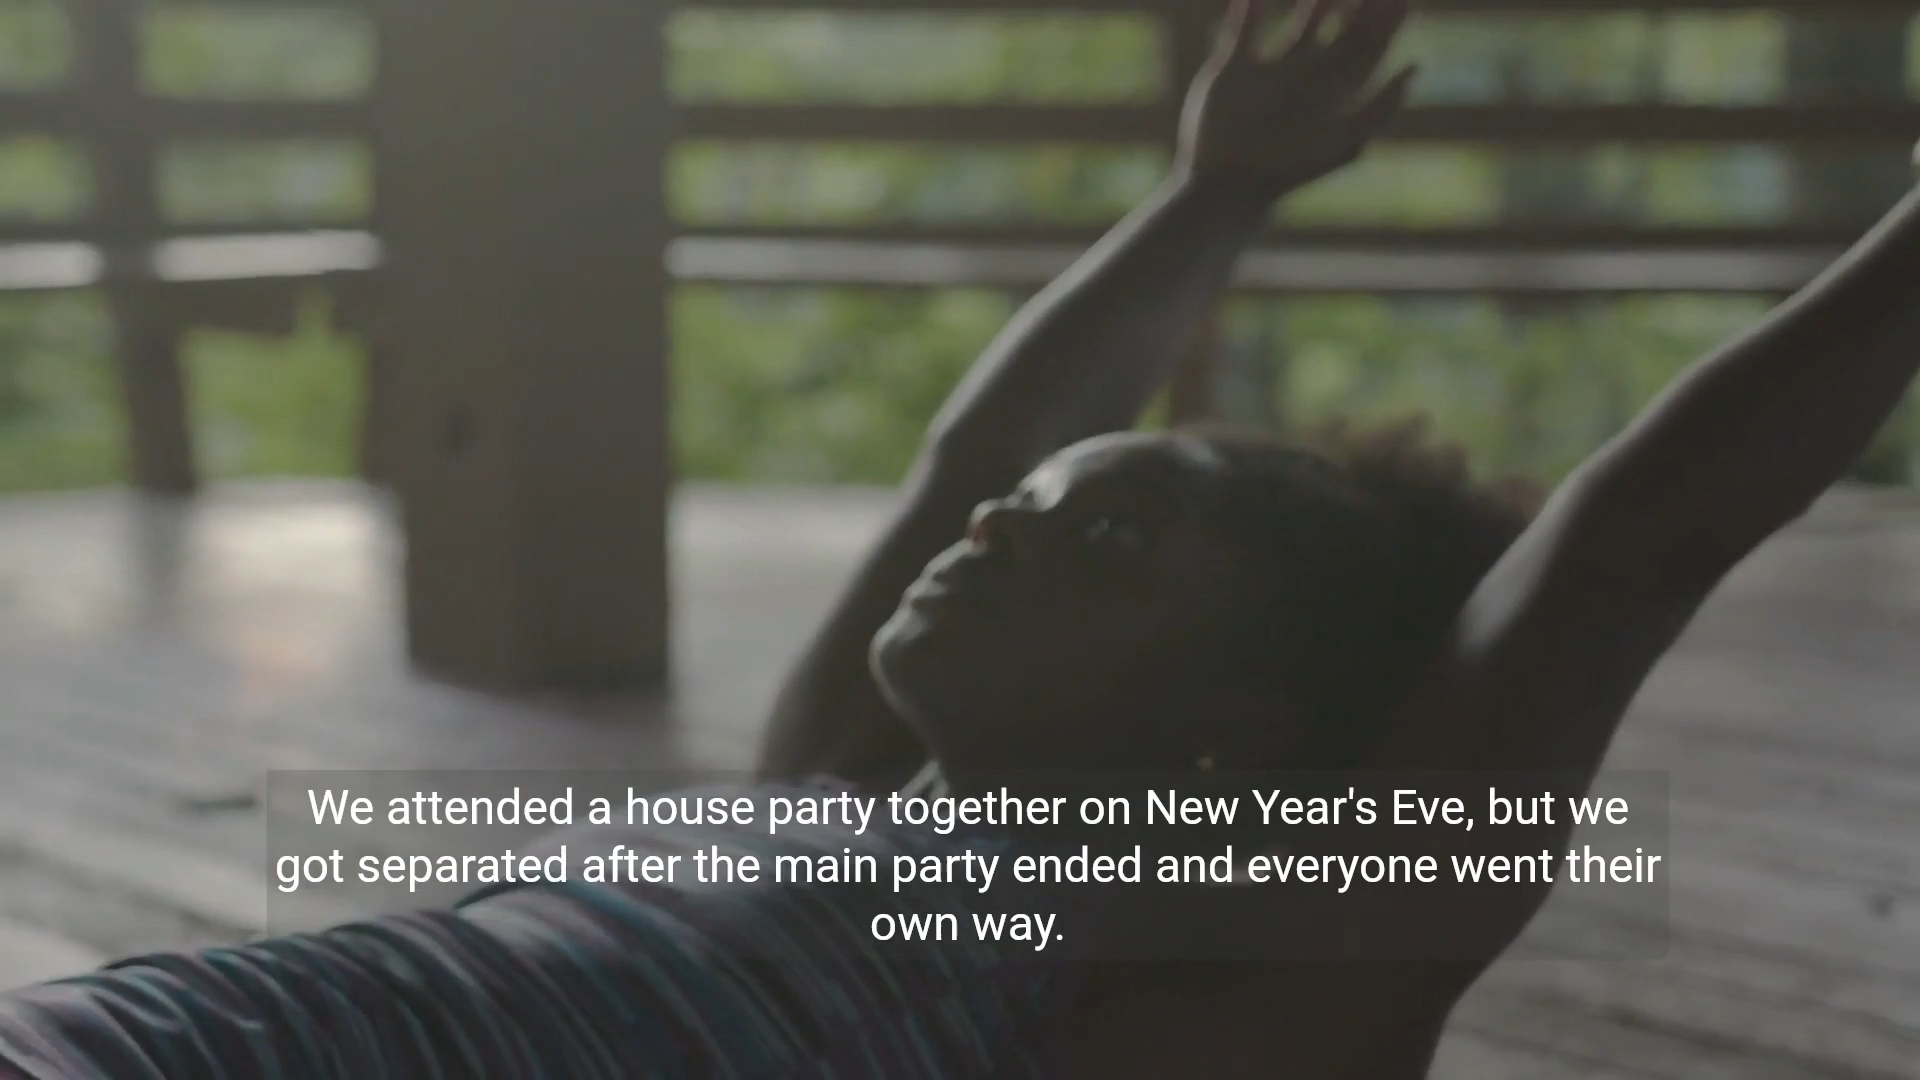 We attended a house party together on New Year's Eve, but we
got separated after the main party ended and everyone went their
own way.